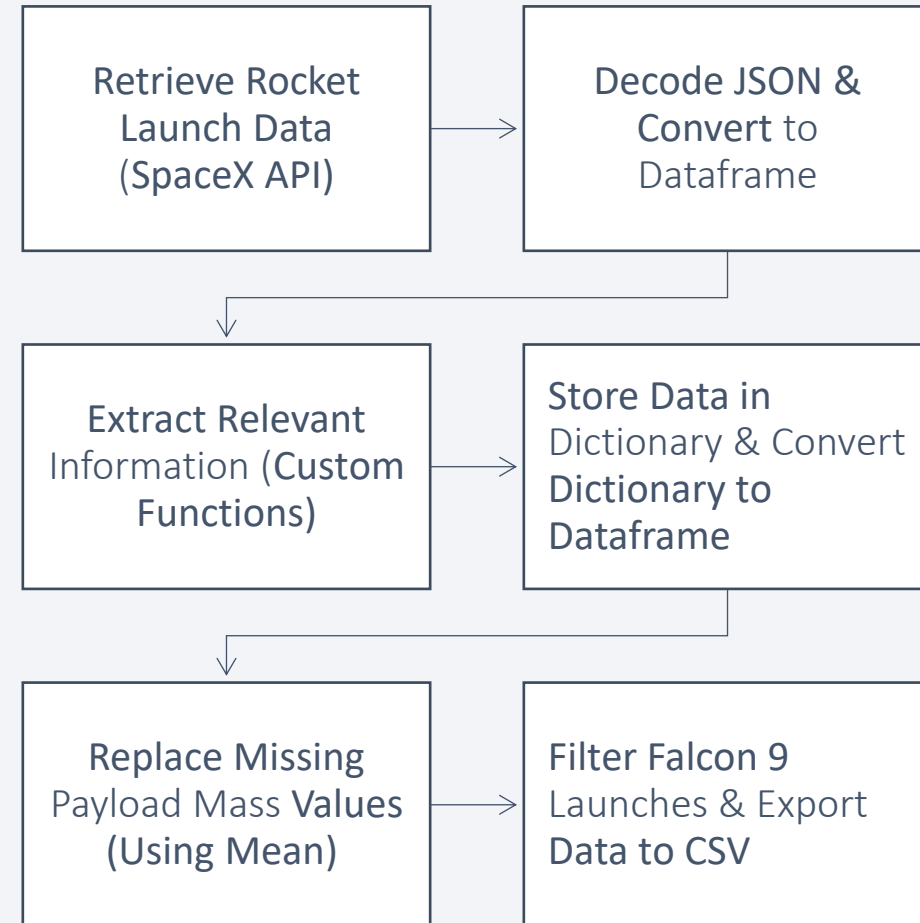 Retrieve Rocket
Launch Data
(SpaceX API)
Decode JSON &
Convert to
Dataframe
Extract Relevant
Information (Custom
Functions)
Store Data in
Dictionary & Convert
Dictionary to
Dataframe
Replace Missing
Payload Mass Values
(Using Mean)
Filter Falcon 9
Launches & Export
Data to CSV